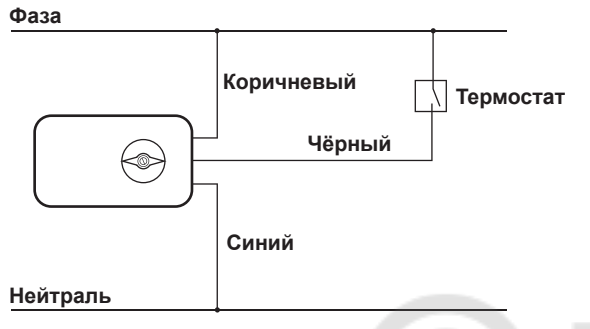 Фаза
Коричневый
Термостат
Чёрный
Синий
Нейтраль